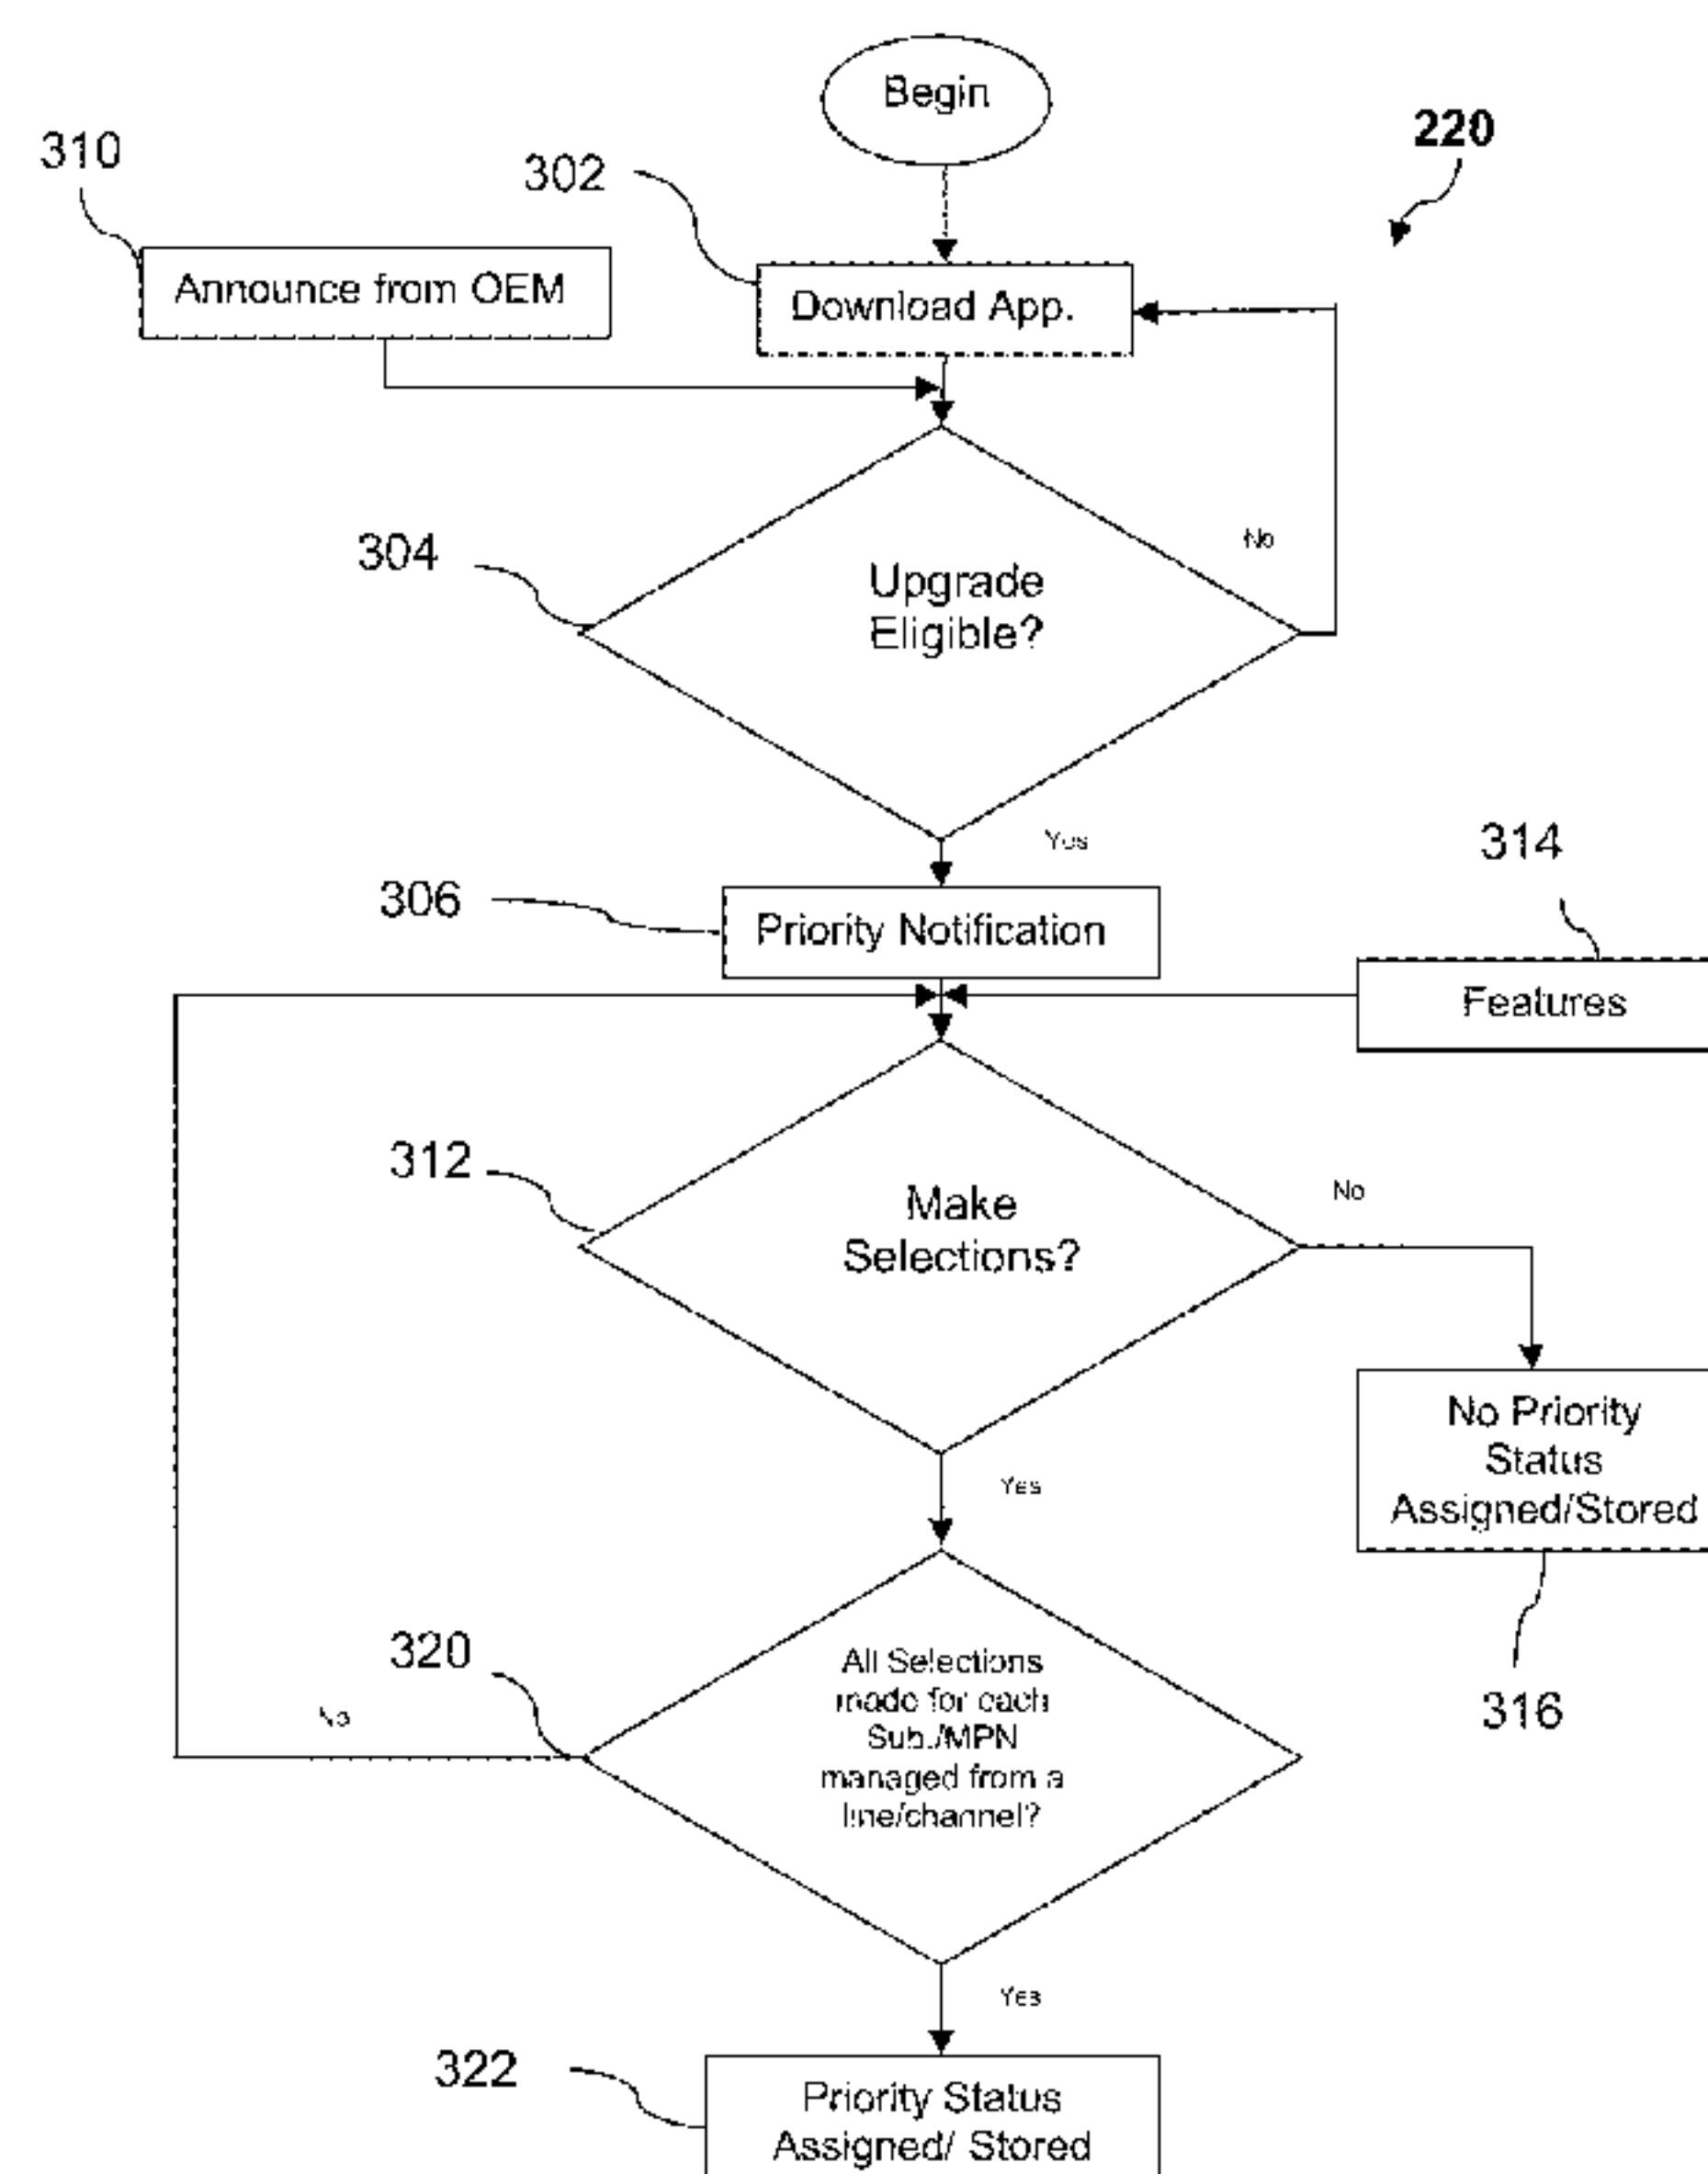 Begin
220
310
302
Announce from OEM
Download App.
304
Upgrade
Eligible?
No
Yes
306
Priority Notification
314
Features
312
Make
Selections?
No
Yes
No Priority
Status
Assigned/Stored
316
320
All Selections
made for each
Sub./MPN
managed from a
line/channel?
No
Yes
322
Priority Status
Assigned/ Stored